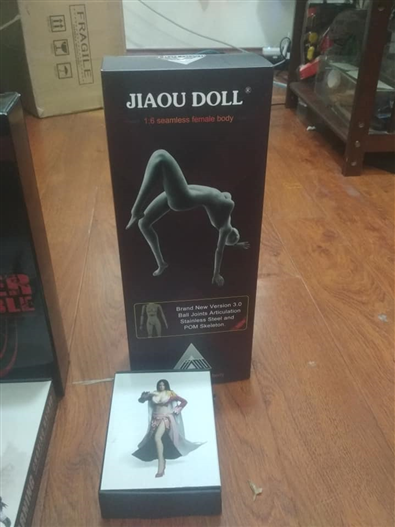 FRAGILE
JIAOU DOLL®
1:6 seamless female body
Brand New Version 3.0
Ball Joints Articulation
Stainless Steel and
POM Skeleton.